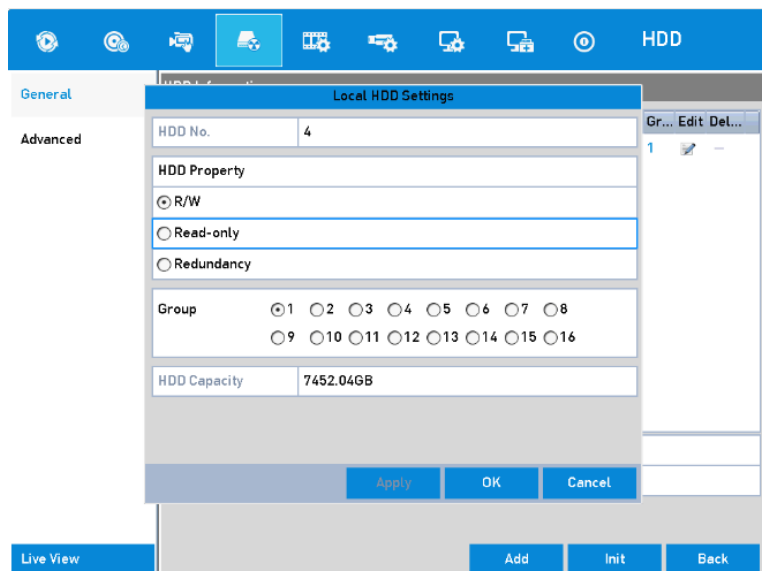 HDD
General
Advanced
Local HDD Settings
Gr... Edit Del...
1
HDD No. 4
HDD Property
R/W
Read-only
Redundancy
Group 1 2 3 4 5 6 7 8
9 10 11 12 13 14 15 16
HDD Capacity 7452.04GB
Apply OK Cancel
Live View Add Init Back